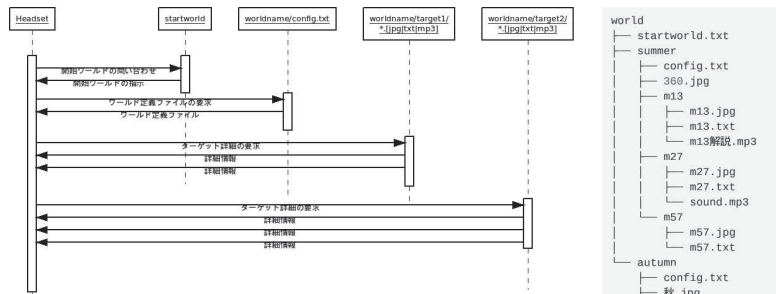 Headset
startworld
worldname/config.txt
worldname/target1/
*.[jpg|txt|mp3]
worldname/target2/
*.[jpg|txt|mp3]
開始ワールドの問い合わせ
開始ワールドの指示
ワールド定義ファイルの要求
ワールド定義ファイル
ターゲット詳細の要求
詳細情報
詳細情報
ターゲット詳細の要求
詳細情報
詳細情報
詳細情報
world
├── startworld.txt
├── summer
│   ├── config.txt
│   ├── 360.jpg
│   ├── m13
│   │   ├── m13.jpg
│   │   ├── m13.txt
│   │   └── m13解説.mp3
│   ├── m27
│   │   ├── m27.jpg
│   │   ├── m27.txt
│   │   └── sound.mp3
│   └── m57
│       ├── m57.jpg
│       └── m57.txt
└── autumn
    ├── config.txt
    ├── 秋.jpg